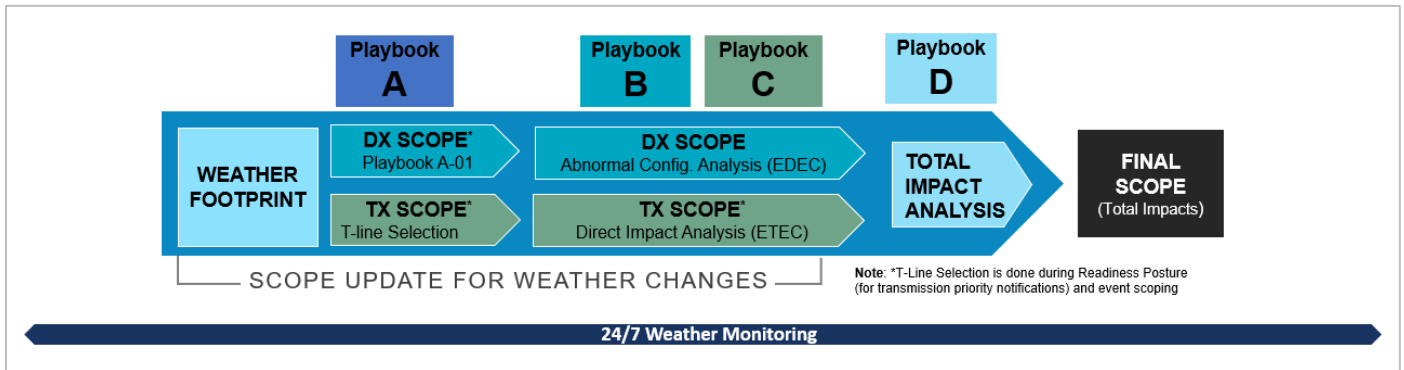 Playbook
A
Playbook
B
Playbook
C
Playbook
D
WEATHER
FOOTPRINT
DX SCOPE*
Playbook A-01
DX SCOPE
Abnormal Config. Analysis (EDEC)
TX SCOPE*
T-line Selection
TX SCOPE*
Direct Impact Analysis (ETEC)
TOTAL
IMPACT
ANALYSIS
FINAL
SCOPE
(Total Impacts)
SCOPE UPDATE FOR WEATHER CHANGES
Note: *T-Line Selection is done during Readiness Posture
(for transmission priority notifications) and event scoping
24/7 Weather Monitoring